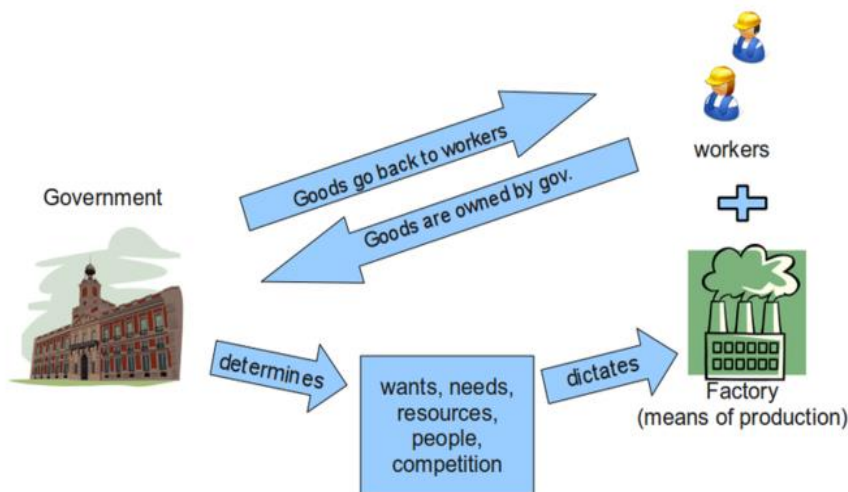 workers
Goods go back to workers
Goods are owned by gov.
Government
determines
wants, needs,
resources,
people,
competition
dictates
Factory
(means of production)